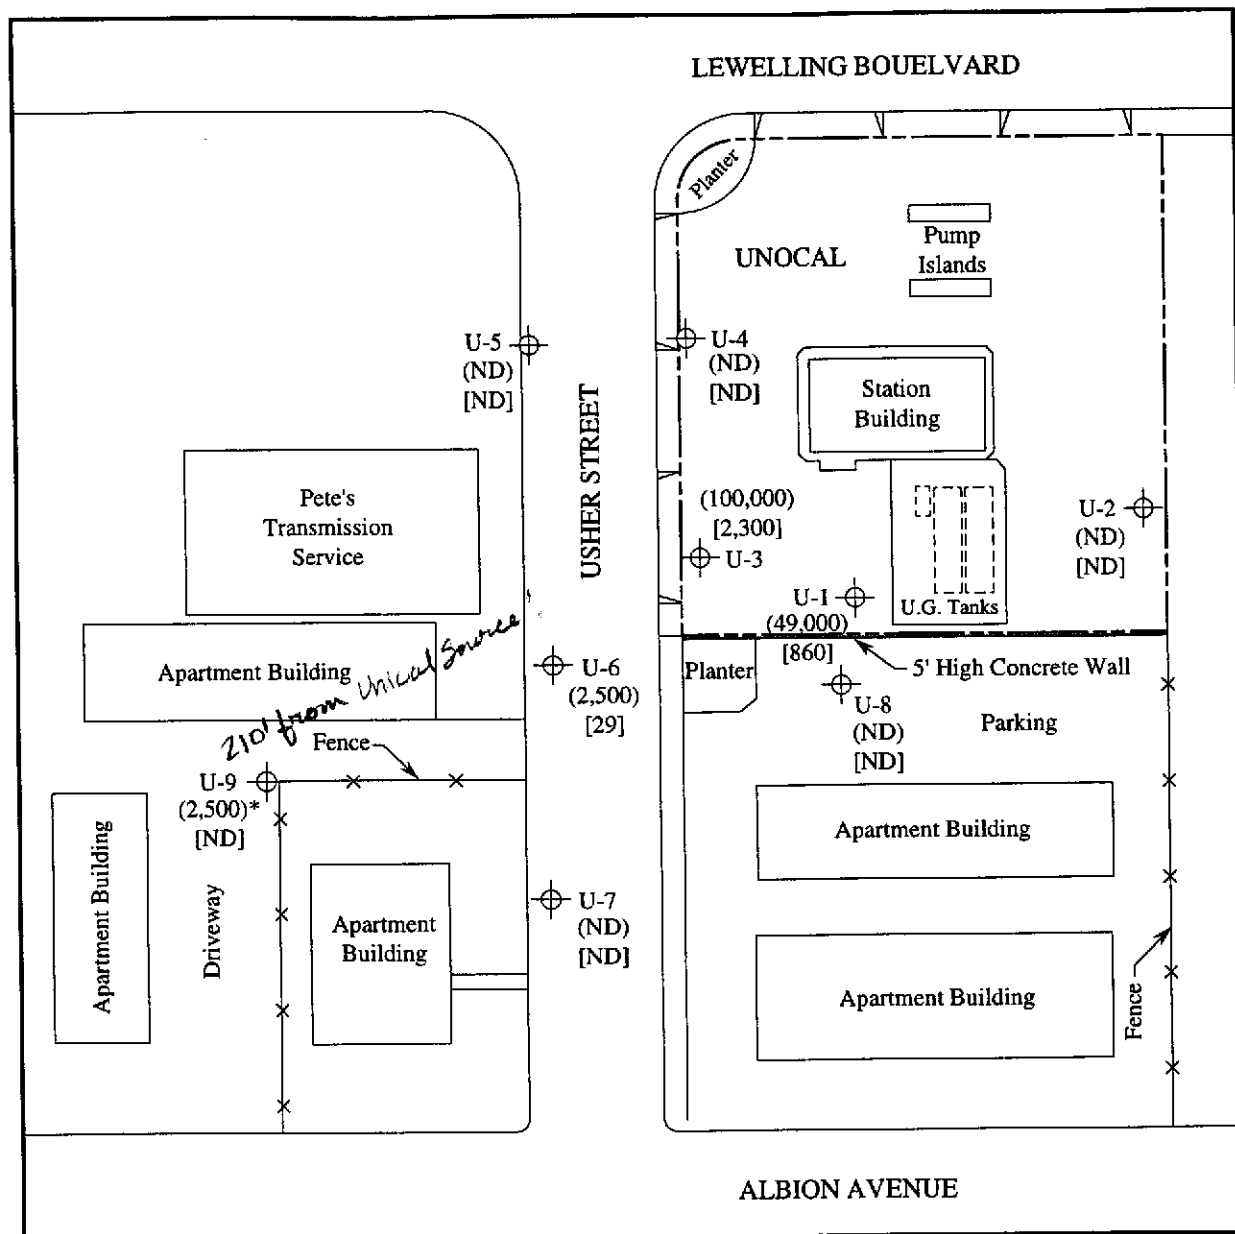 LEWELLING BOUELVARD
Planter
UNOCAL
Pump
Islands
U-5
(ND)
[ND]
U-4
(ND)
[ND]
Station
Building
USHER STREET
Pete's
Transmission
Service
(100,000)
[2,300]
U-3
U-2
(ND)
[ND]
U-1
(49,000)
[860]
U.G. Tanks
5' High Concrete Wall
Apartment Building
210' from Unical Source
U-6
(2,500)
[29]
Planter
U-8
(ND)
[ND]
Parking
Fence
U-9
(2,500)*
[ND]
Apartment Building
Driveway
Apartment
Building
U-7
(ND)
[ND]
Apartment Building
Apartment Building
Fence
ALBION AVENUE